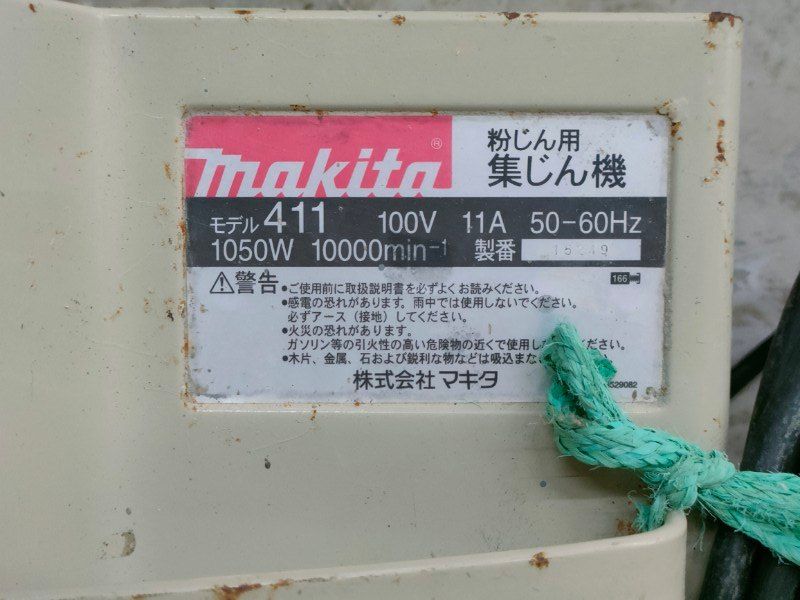 makita®
粉じん用
集じん機
モデル 411 100V 11A 50-60Hz
1050W 10000min-1 製番
⚠警告
166
•ご使用前に取扱説明書を必ずよくお読みください。
•感電の恐れがあります。雨中では使用しないでください。
必ずアース(接地)してください。
•火災の恐れがあります。
ガソリン等の引火性の高い危険物の近くで使用し ください。
•木片、金属、石および鋭利な物などは吸込まな
株式会社 マキタ
529082